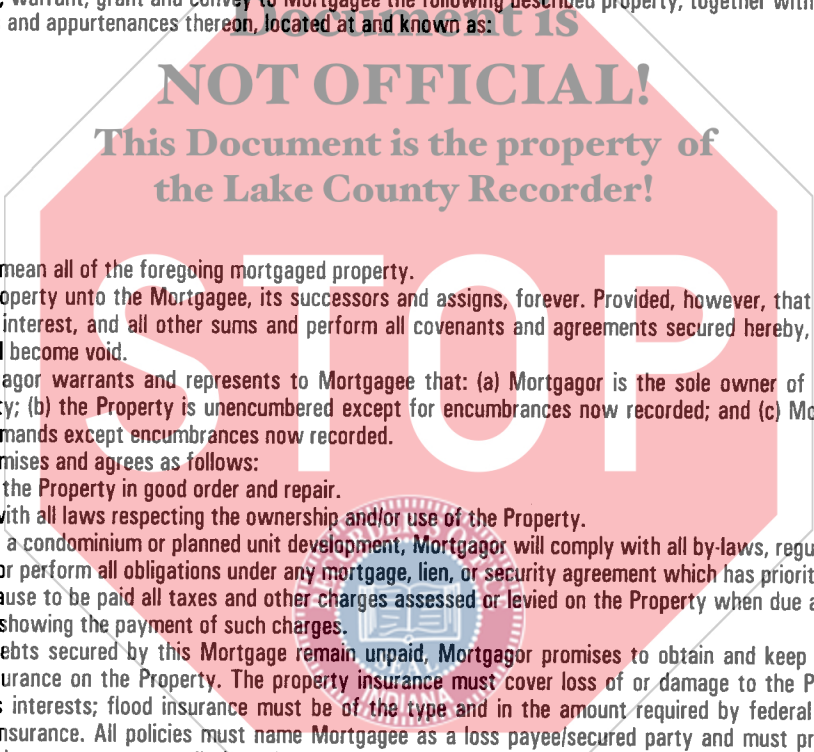 warrant, grant and convey to Mortgagee the following described property, together with
and appurtenances thereon, located at and known as:
Document is
NOT OFFICIAL!
This Document is the property of
the Lake County Recorder!
STOP
mean all of the foregoing mortgaged property.
operty unto the Mortgagee, its successors and assigns, forever. Provided, however, that
interest, and all other sums and perform all covenants and agreements secured hereby,
become void.
agor warrants and represents to Mortgagee that: (a) Mortgagor is the sole owner of
ty; (b) the Property is unencumbered except for encumbrances now recorded; and (c) Mo
mands except encumbrances now recorded.
mises and agrees as follows:
the Property in good order and repair.
with all laws respecting the ownership and/or use of the Property.
a condominium or planned unit development, Mortgagor will comply with all by-laws, regu
or perform all obligations under any mortgage, lien, or security agreement which has priorit
ause to be paid all taxes and other charges assessed or levied on the Property when due a
showing the payment of such charges.
ebts secured by this Mortgage remain unpaid, Mortgagor promises to obtain and keep
urance on the Property. The property insurance must cover loss of or damage to the P
s interests; flood insurance must be of the type and in the amount required by federal
nsurance. All policies must name Mortgagee as a loss payee/secured party and must pr
INDIANA